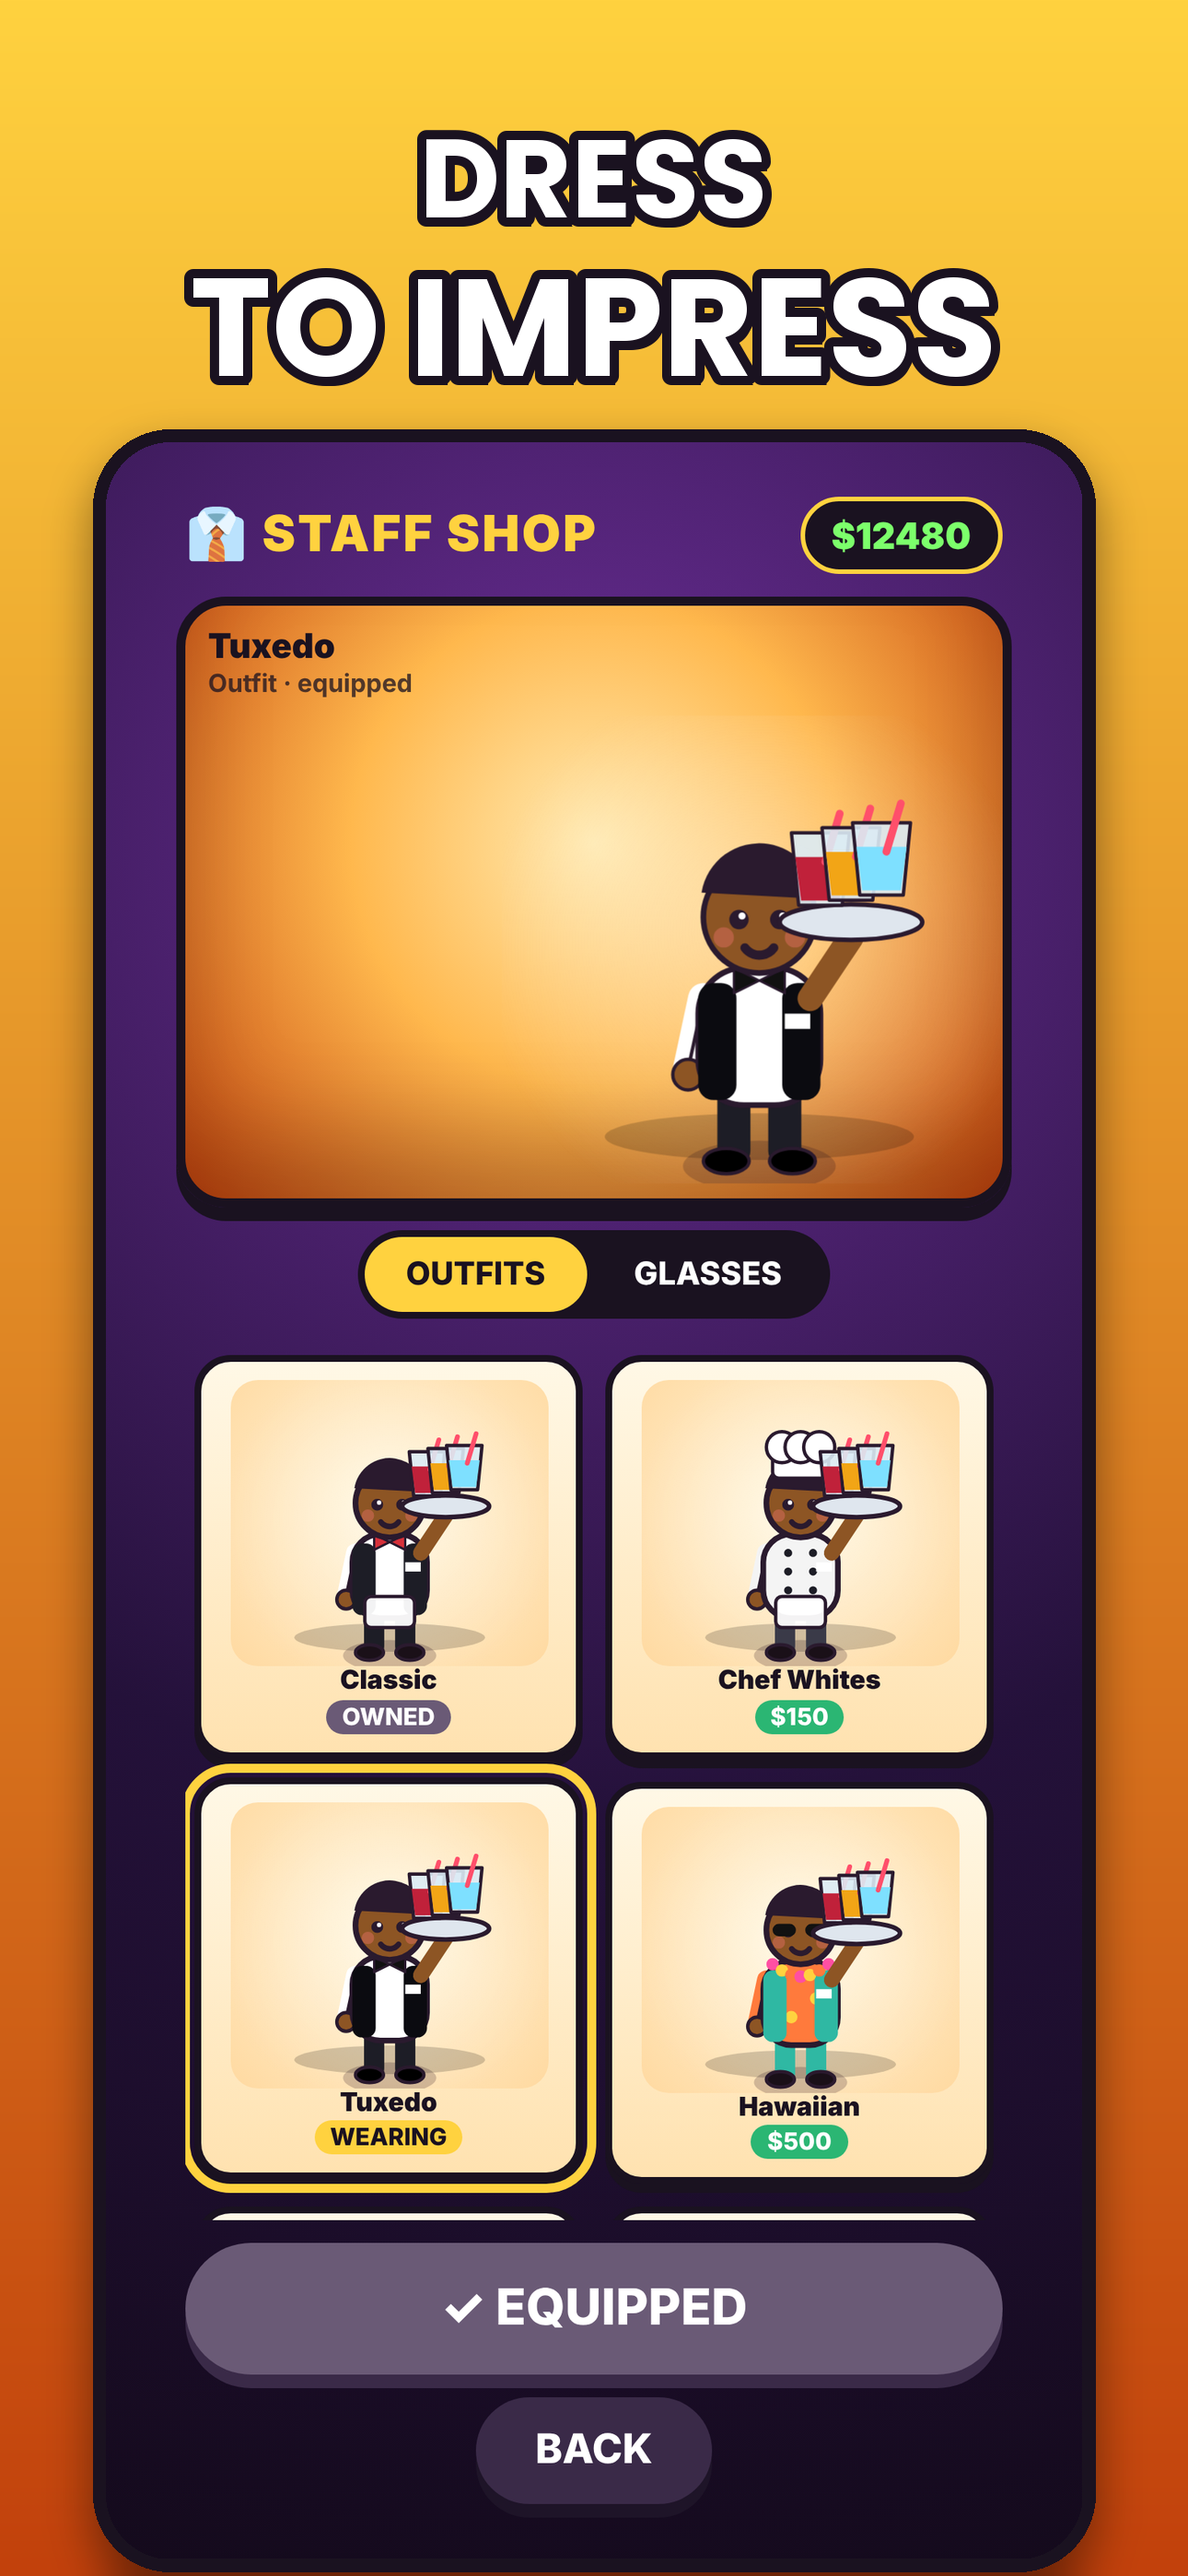 DRESS
TO IMPRESS
STAFF SHOP
$12480
Tuxedo
Outfit · equipped
OUTFITS
GLASSES
Classic
OWNED
Chef Whites
$150
Tuxedo
WEARING
Hawaiian
$500
✓ EQUIPPED
BACK